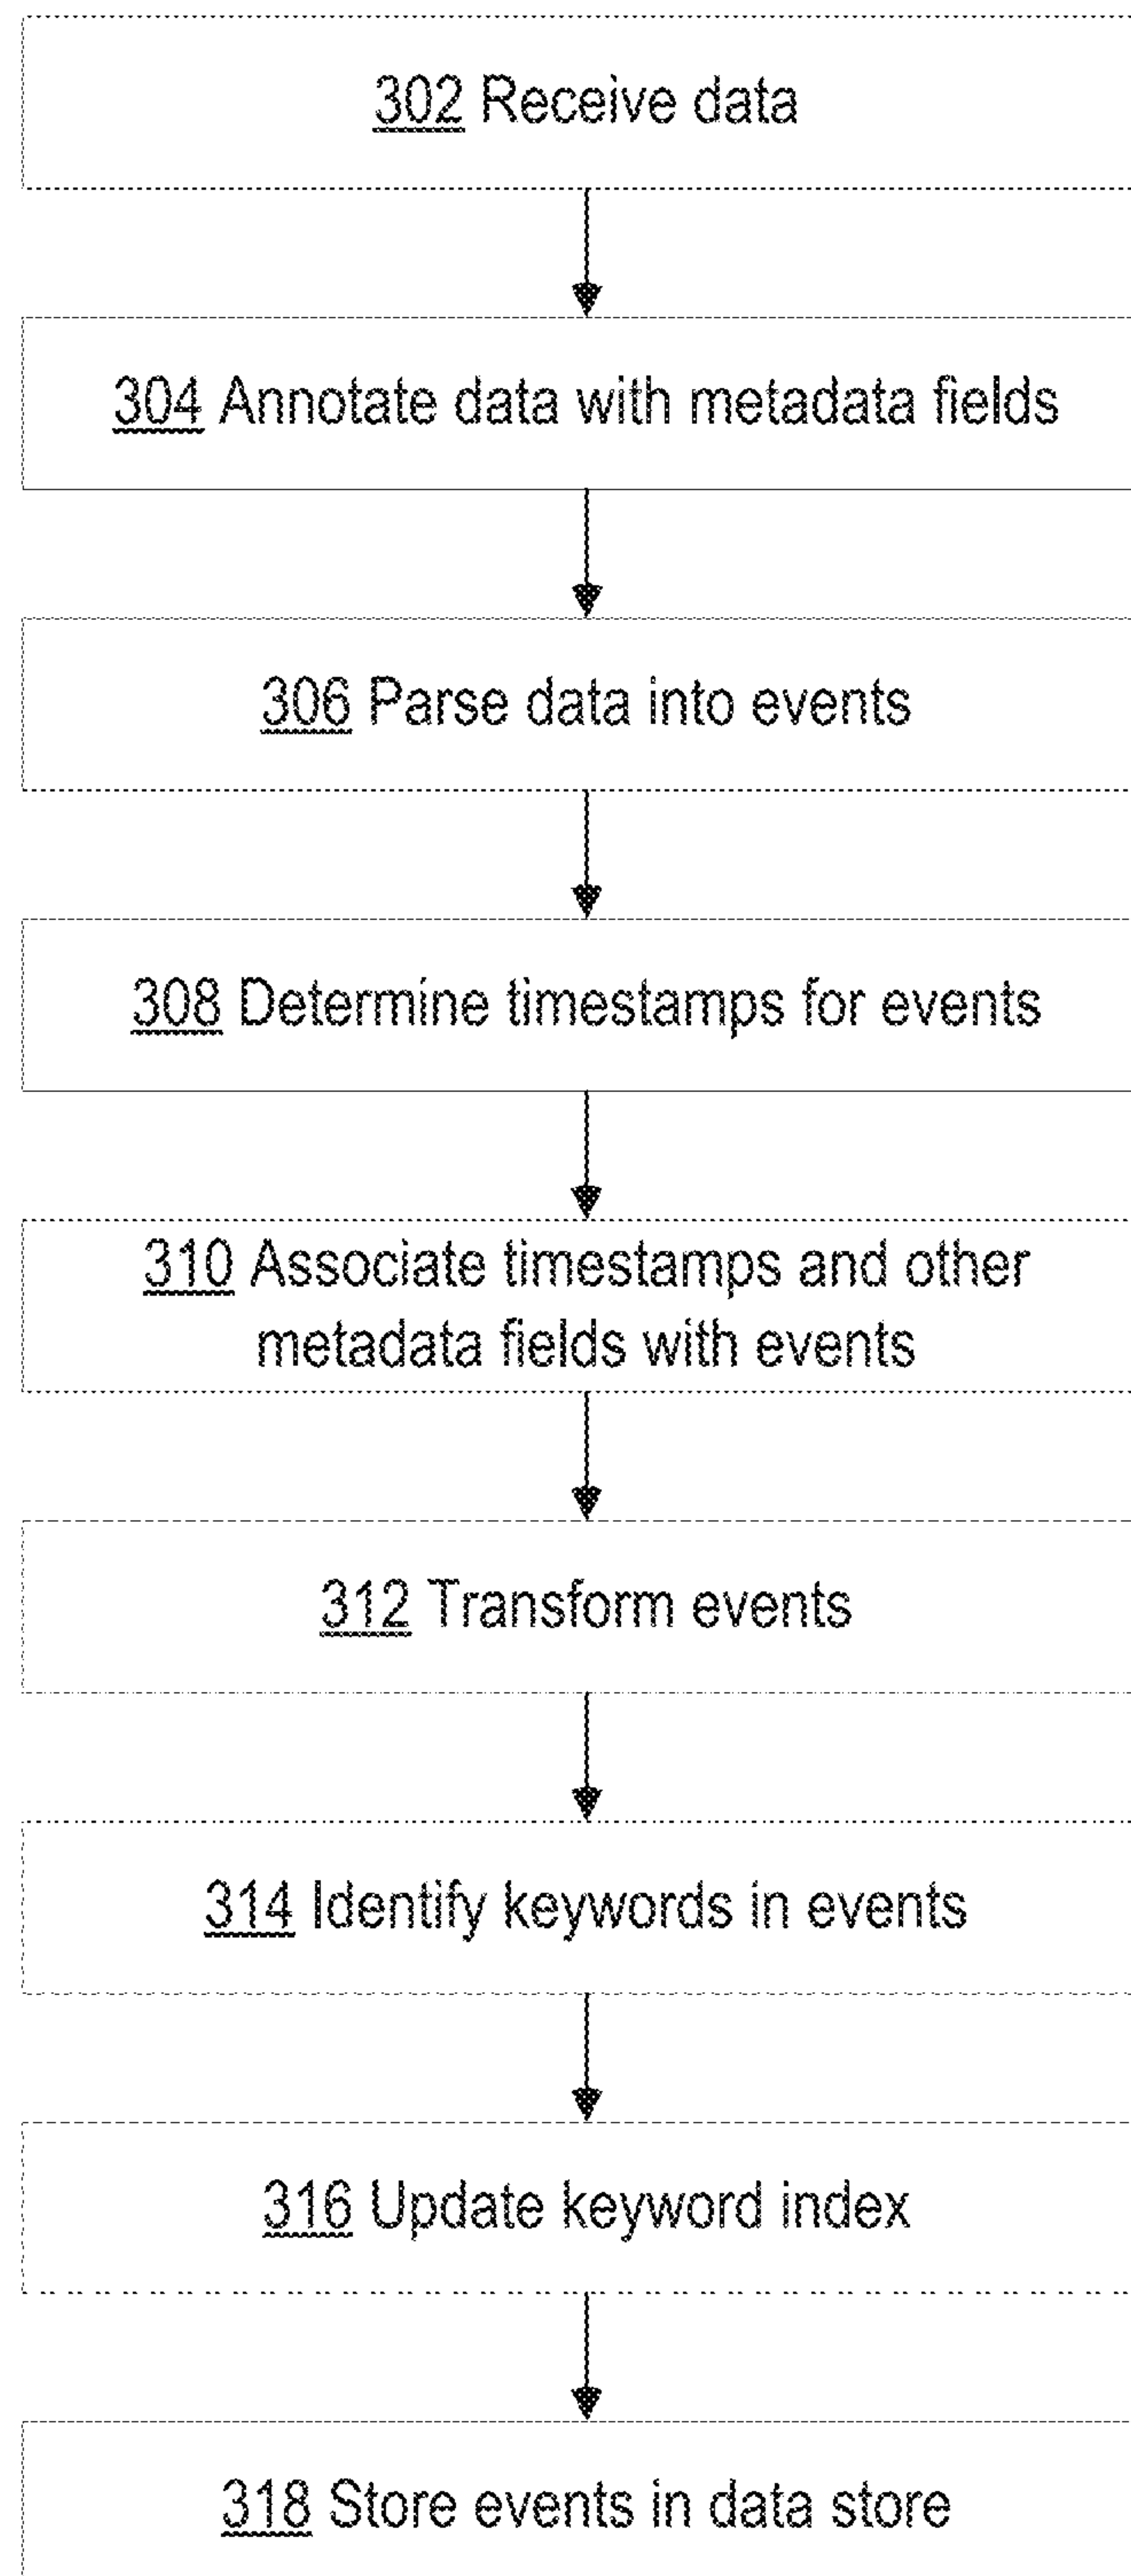 302 Receive data
304 Annotate data with metadata fields
306 Parse data into events
308 Determine timestamps for events
310 Associate timestamps and other
metadata fields with events
312 Transform events
314 Identify keywords in events
316 Update keyword index
318 Store events in data store